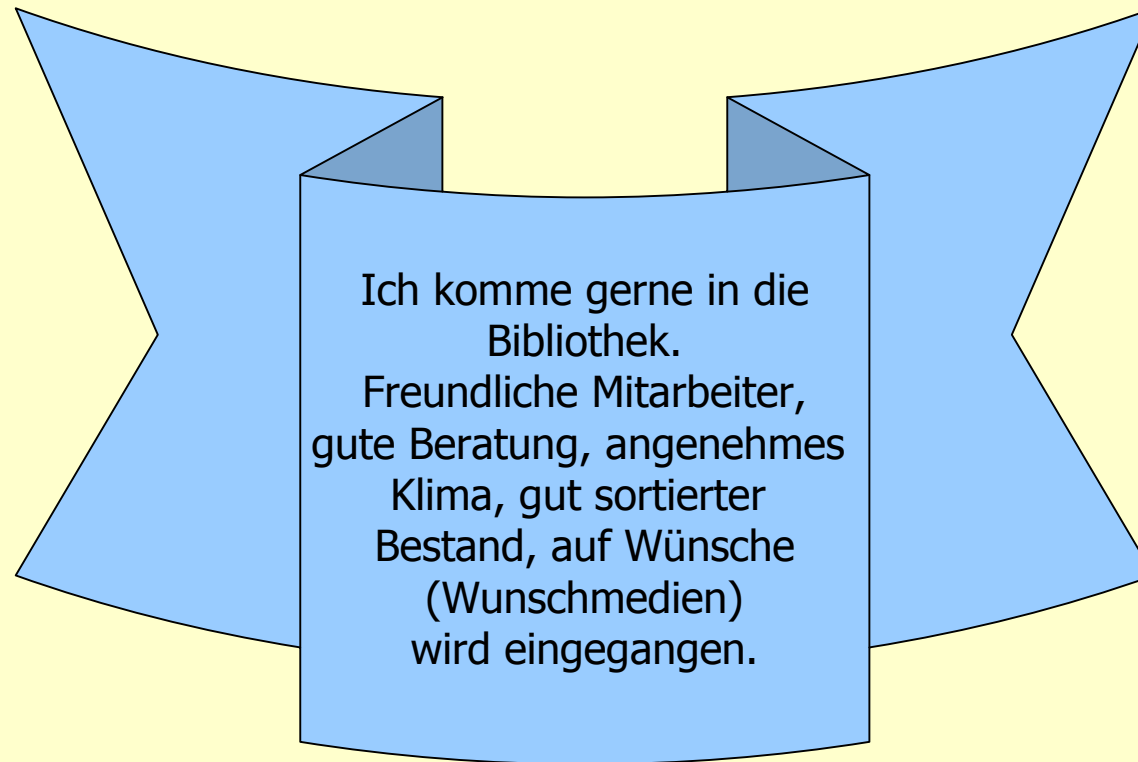 Ich komme gerne in die
Bibliothek.
Freundliche Mitarbeiter,
gute Beratung, angenehmes
Klima, gut sortierter
Bestand, auf Wünsche
(Wunschmedien)
wird eingegangen.